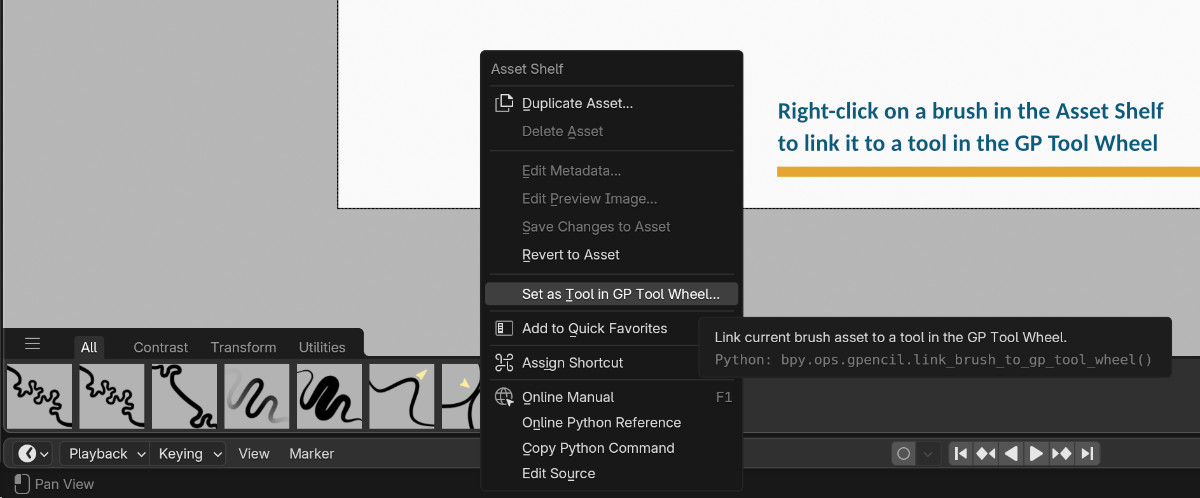 Asset Shelf
Duplicate Asset...
Delete Asset
Edit Metadata...
Edit Preview Image...
Save Changes to Asset
Revert to Asset
Set as Tool in GP Tool Wheel...
Add to Quick Favorites
Assign Shortcut
Online Manual F1
Online Python Reference
Copy Python Command
Edit Source
Right-click on a brush in the Asset Shelf
to link it to a tool in the GP Tool Wheel
Link current brush asset to a tool in the GP Tool Wheel.
Python: bpy.ops.gpencil.link_brush_to_gp_tool_wheel()
All Contrast Transform Utilities
Playback Keying View Marker
Pan View